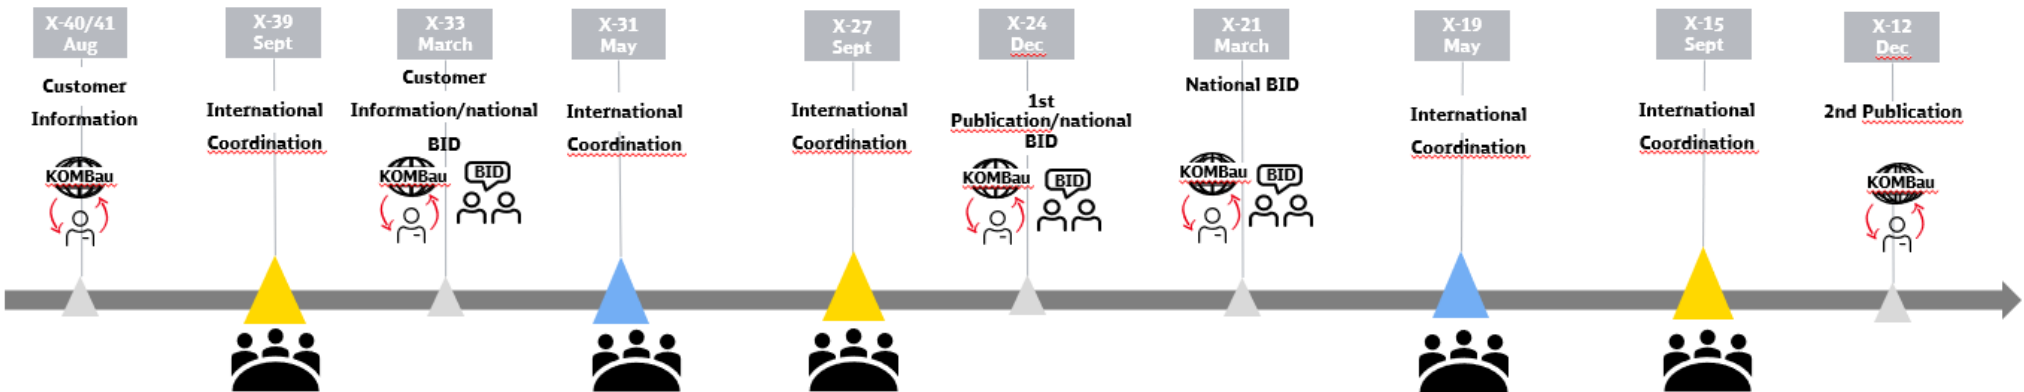 X-40/41
Aug
Customer
Information
KOMBau
X-39
Sept
International
Coordination
X-33
March
Customer
Information/national
BID
KOMBau
BID
X-31
May
International
Coordination
X-27
Sept
International
Coordination
X-24
Dec
1st
Publication/national
BID
KOMBau
BID
X-21
March
National BID
KOMBau
BID
X-19
May
International
Coordination
X-15
Sept
International
Coordination
X-12
Dec
2nd Publication
KOMBau